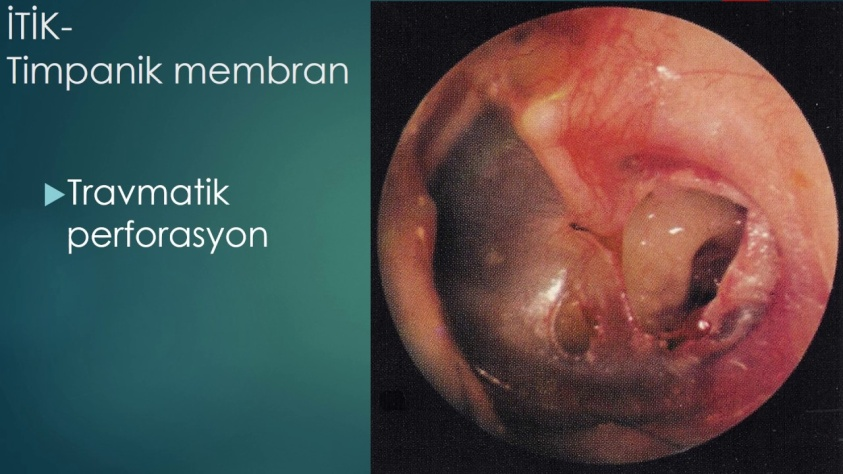 İTİK-
Timpanik membran
Travmatik
perforasyon